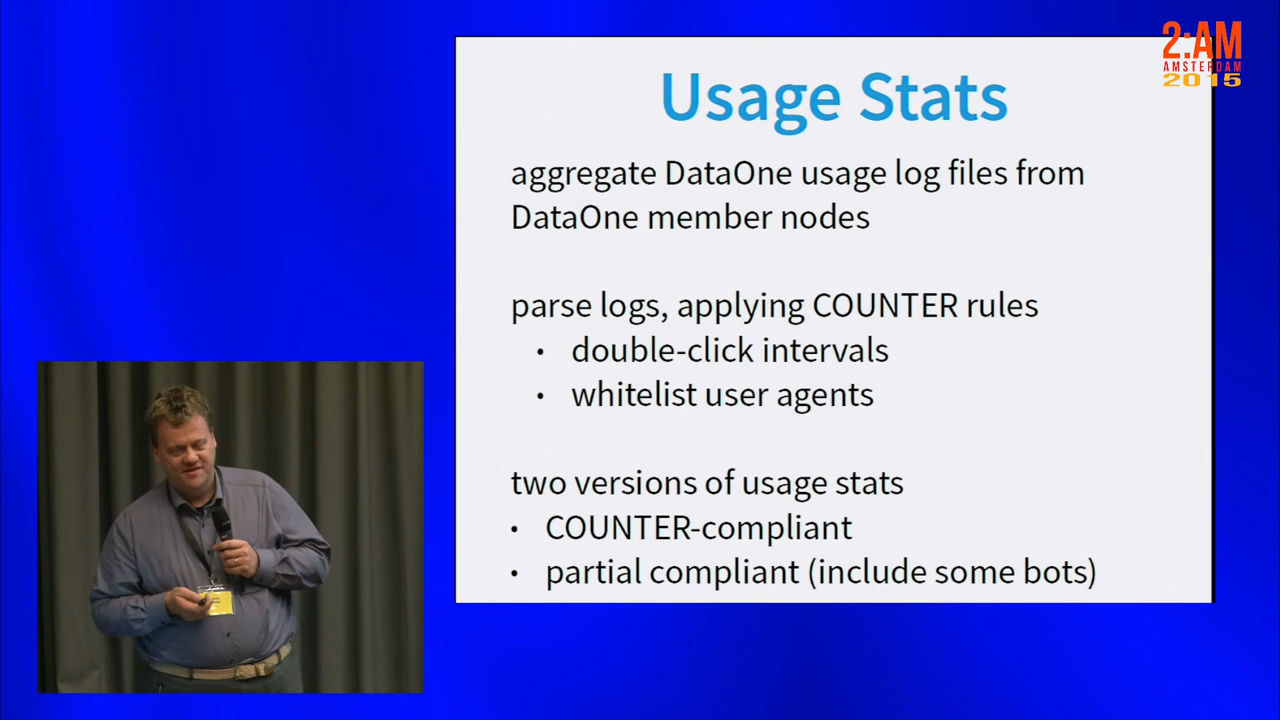 2:AM
AMSTERDAM
2015
Usage Stats
aggregate DataOne usage log files from
DataOne member nodes
parse logs, applying COUNTER rules
• double-click intervals
• whitelist user agents
two versions of usage stats
• COUNTER-compliant
• partial compliant (include some bots)